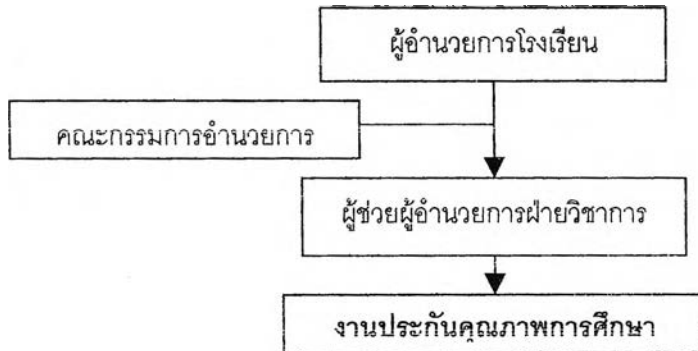 ผู้อำนวยการโรงเรียน
คณะกรรมการอำนวยการ
ผู้ช่วยผู้อำนวยการฝ่ายวิชาการ
งานประกันคุณภาพการศึกษา